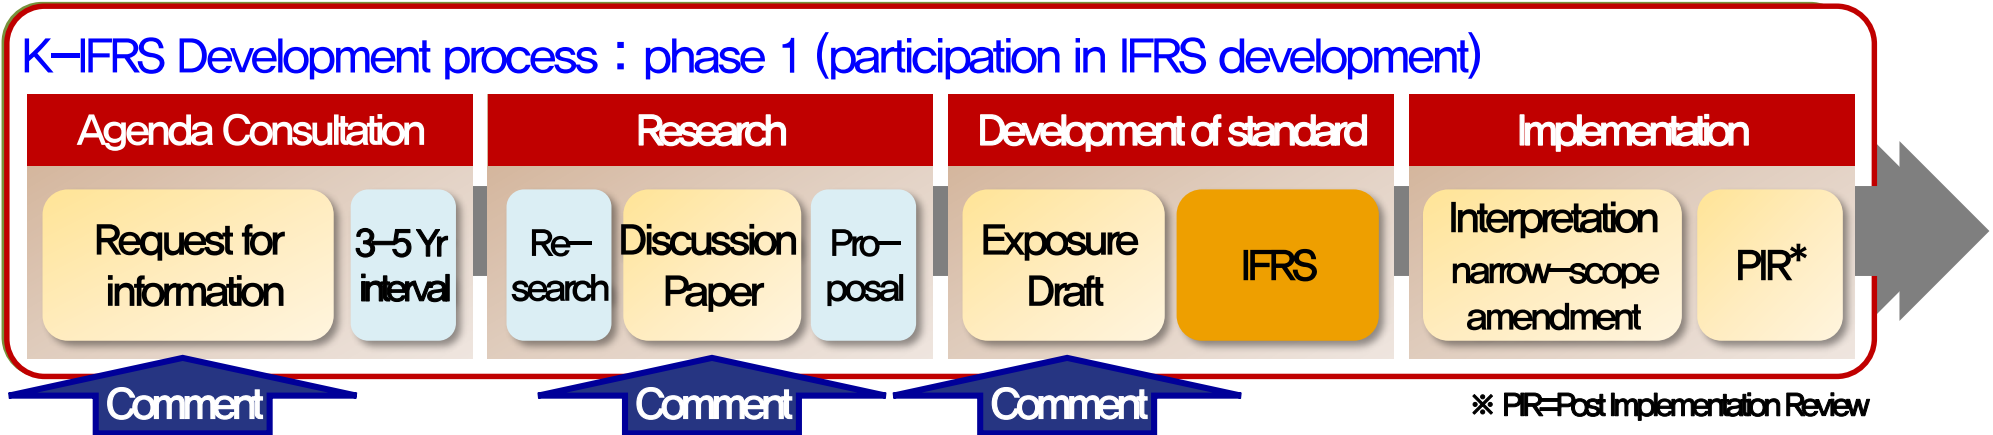 K-IFRS Development process : phase 1 (participation in IFRS development)
Agenda Consultation
Research
Development of standard
Implementation
Request for
information
3-5 Yr
interval
Re-
search
Discussion
Paper
Pro-
posal
Exposure
Draft
IFRS
Interpretation
narrow-scope
amendment
PIR*
Comment
Comment
Comment
※ PIR=Post Implementation Review